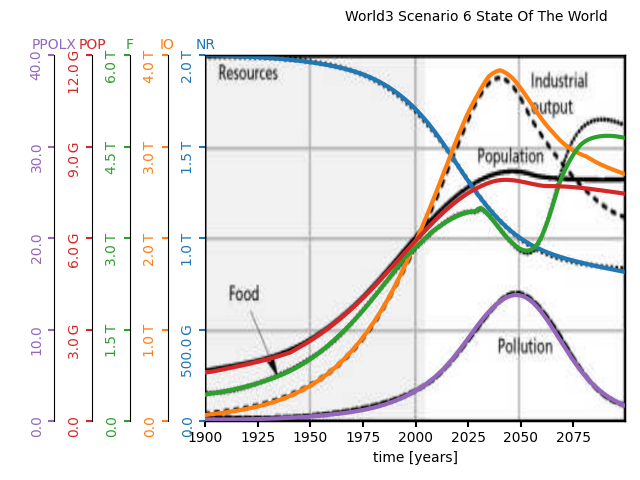 World3 Scenario 6 State Of The World
PPOLX POP F IO NR
40.0 12.0 G 6.0 T 4.0 T 2.0 T
30.0 9.0 G 4.5 T 3.0 T 1.5 T
20.0 6.0 G 3.0 T 2.0 T 1.0 T
10.0 3.0 G 1.5 T 1.0 T 500.0 G
0.0 0.0 0.0 0.0 0.0
Resources
Industrial
output
Population
Food
Pollution
1900 1925 1950 1975 2000 2025 2050 2075
time [years]